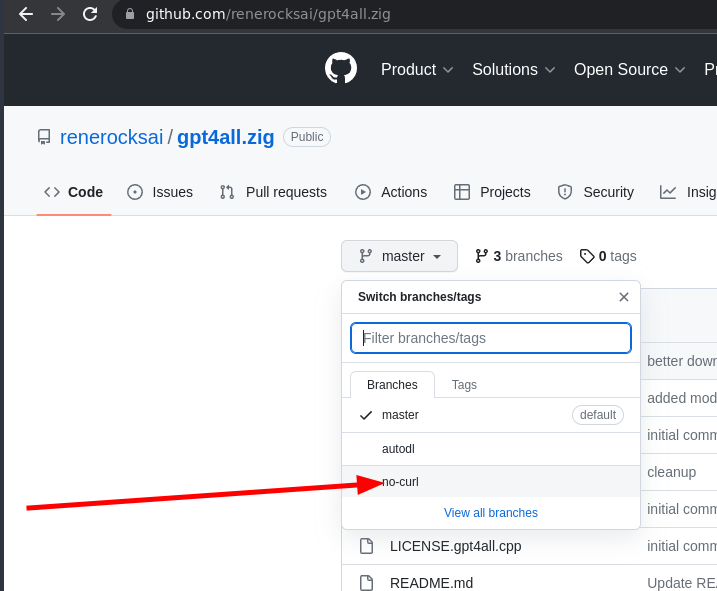 github.com/renerocksai/gpt4all.zig
Product Solutions Open Source Pr
renerocksai / gpt4all.zig Public
Code Issues Pull requests Actions Projects Security Insig
master 3 branches 0 tags
Switch branches/tags
Filter branches/tags
better down
Branches Tags
added mod
master default
initial comm
autodl
cleanup
no-curl
initial comm
View all branches
LICENSE.gpt4all.cpp initial comm
README.md Update REA